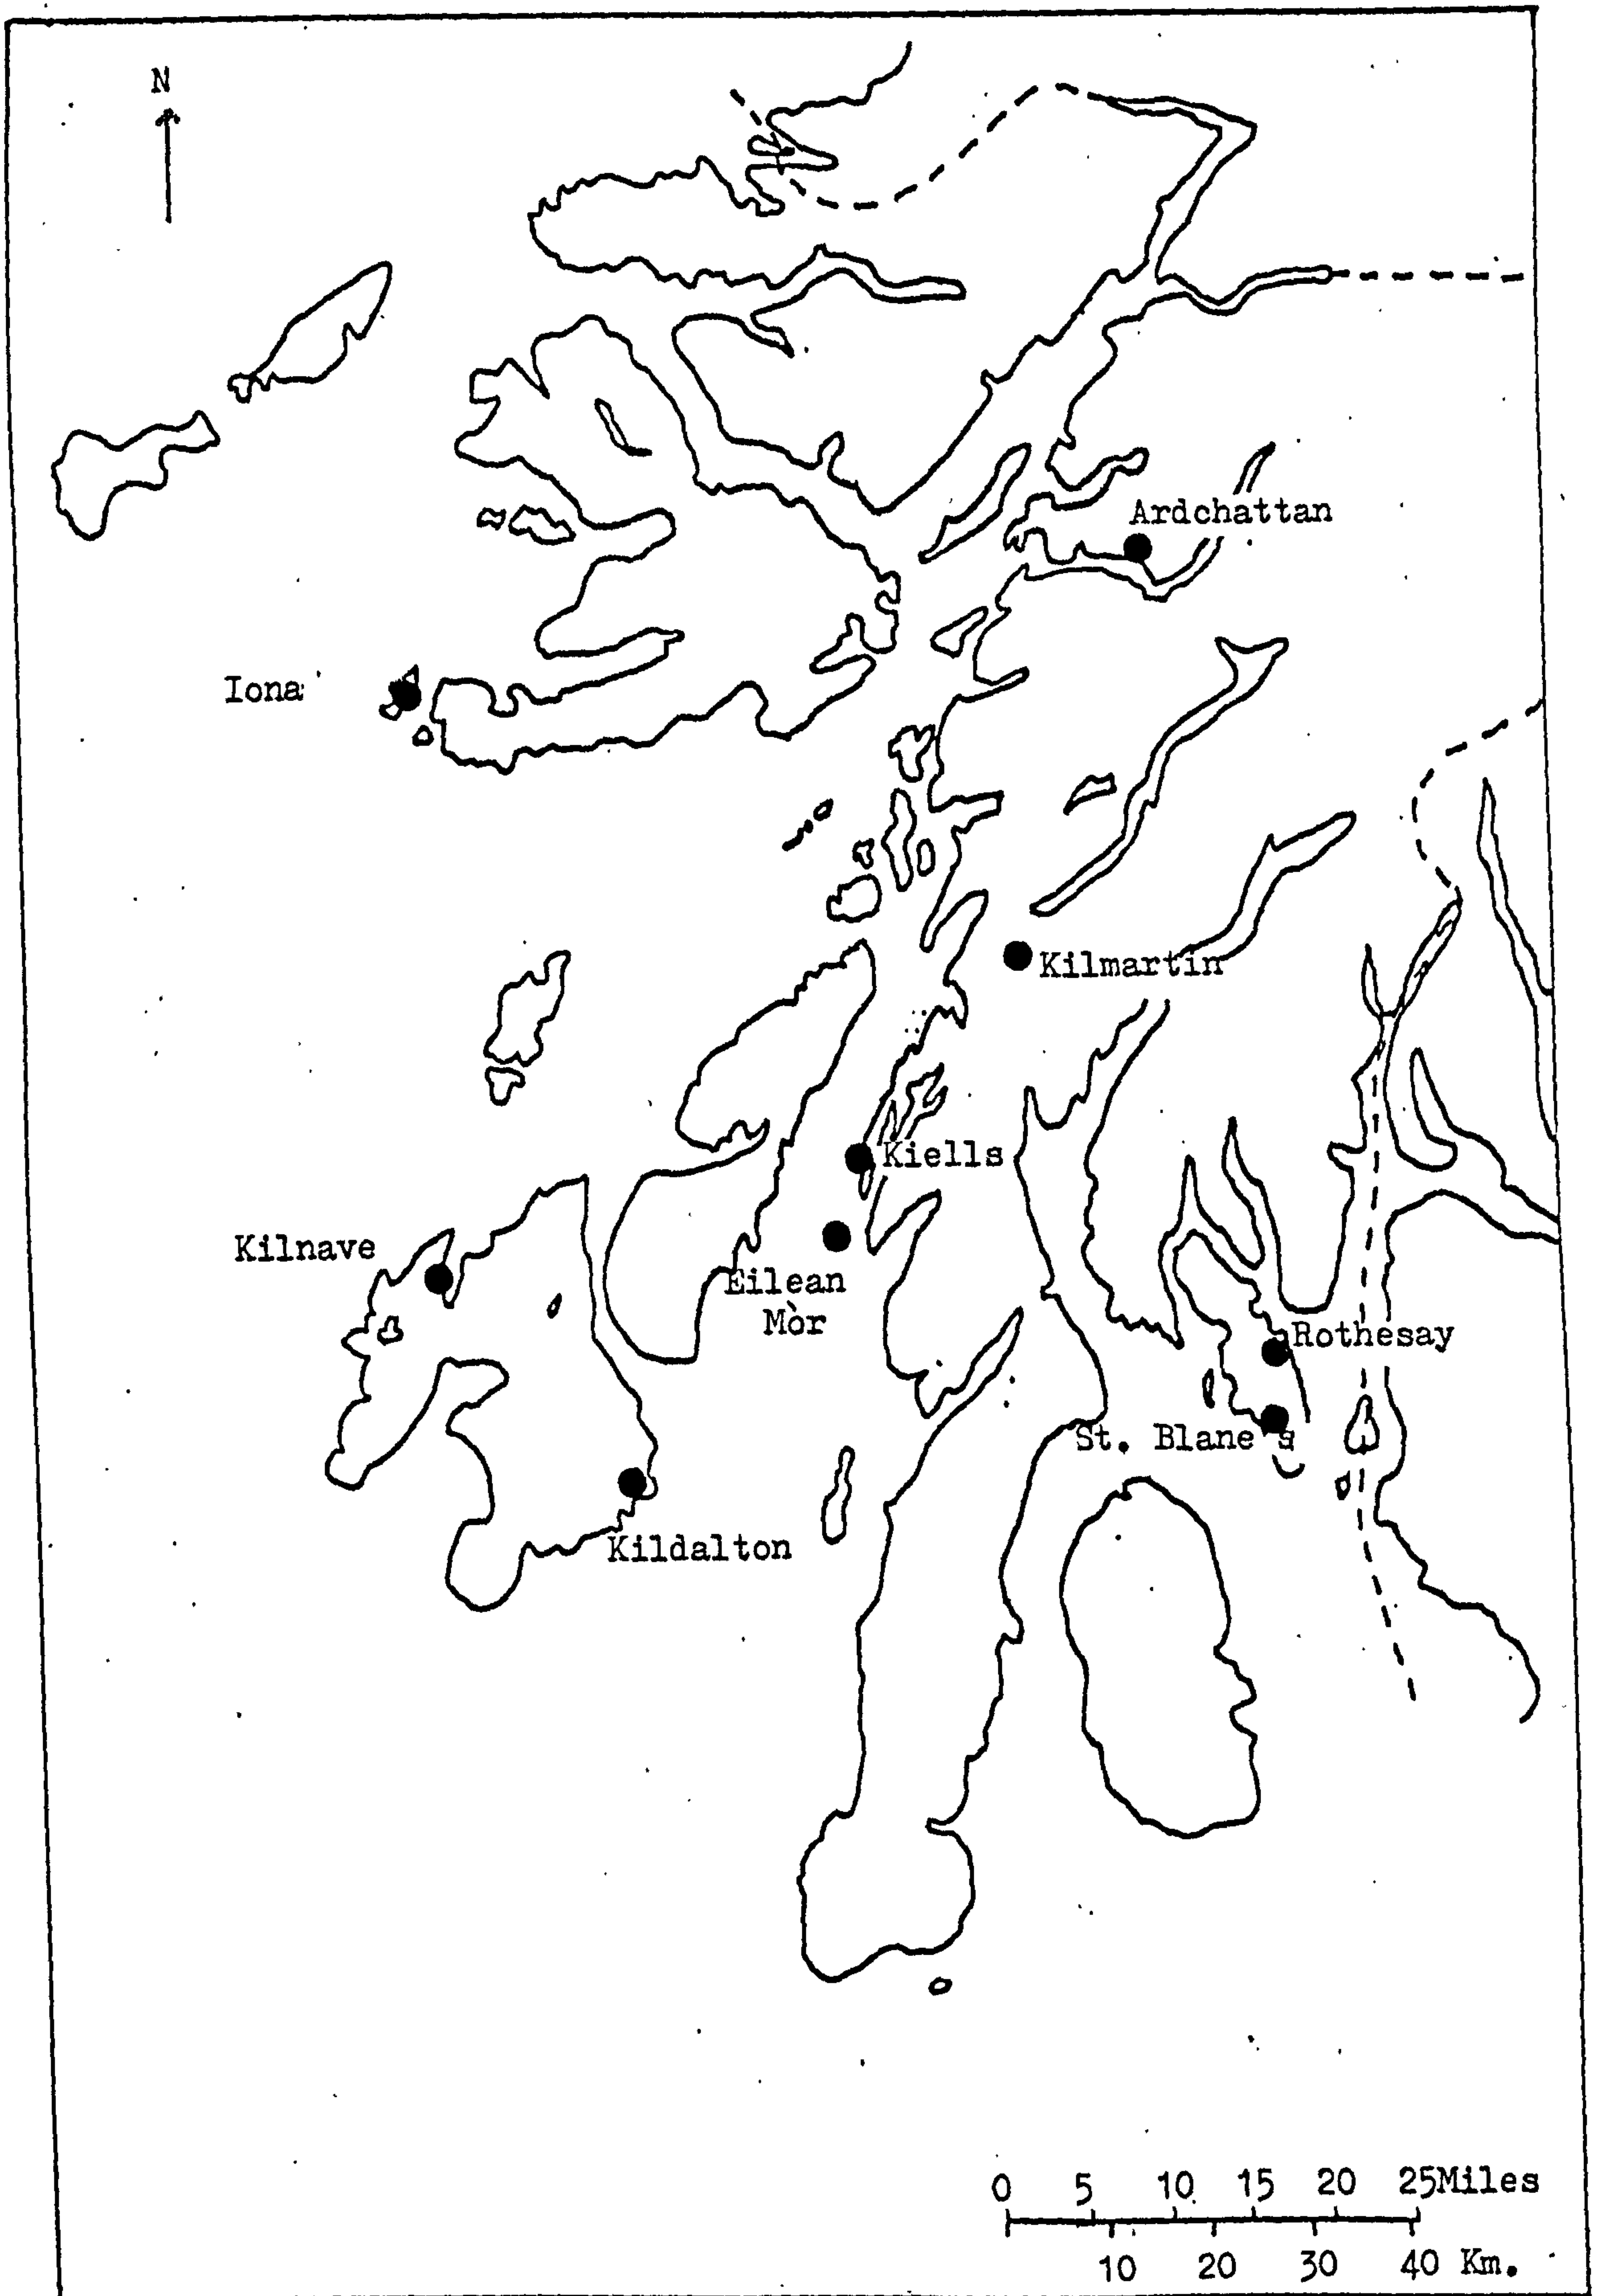 N
Ardchattan
Iona
Kilmartin
Kiells
Kilnave
Eilean
Mòr
Rothesay
St. Blane's
Kildalton
0 5 10 15 20 25Miles
10 20 30 40 Km.